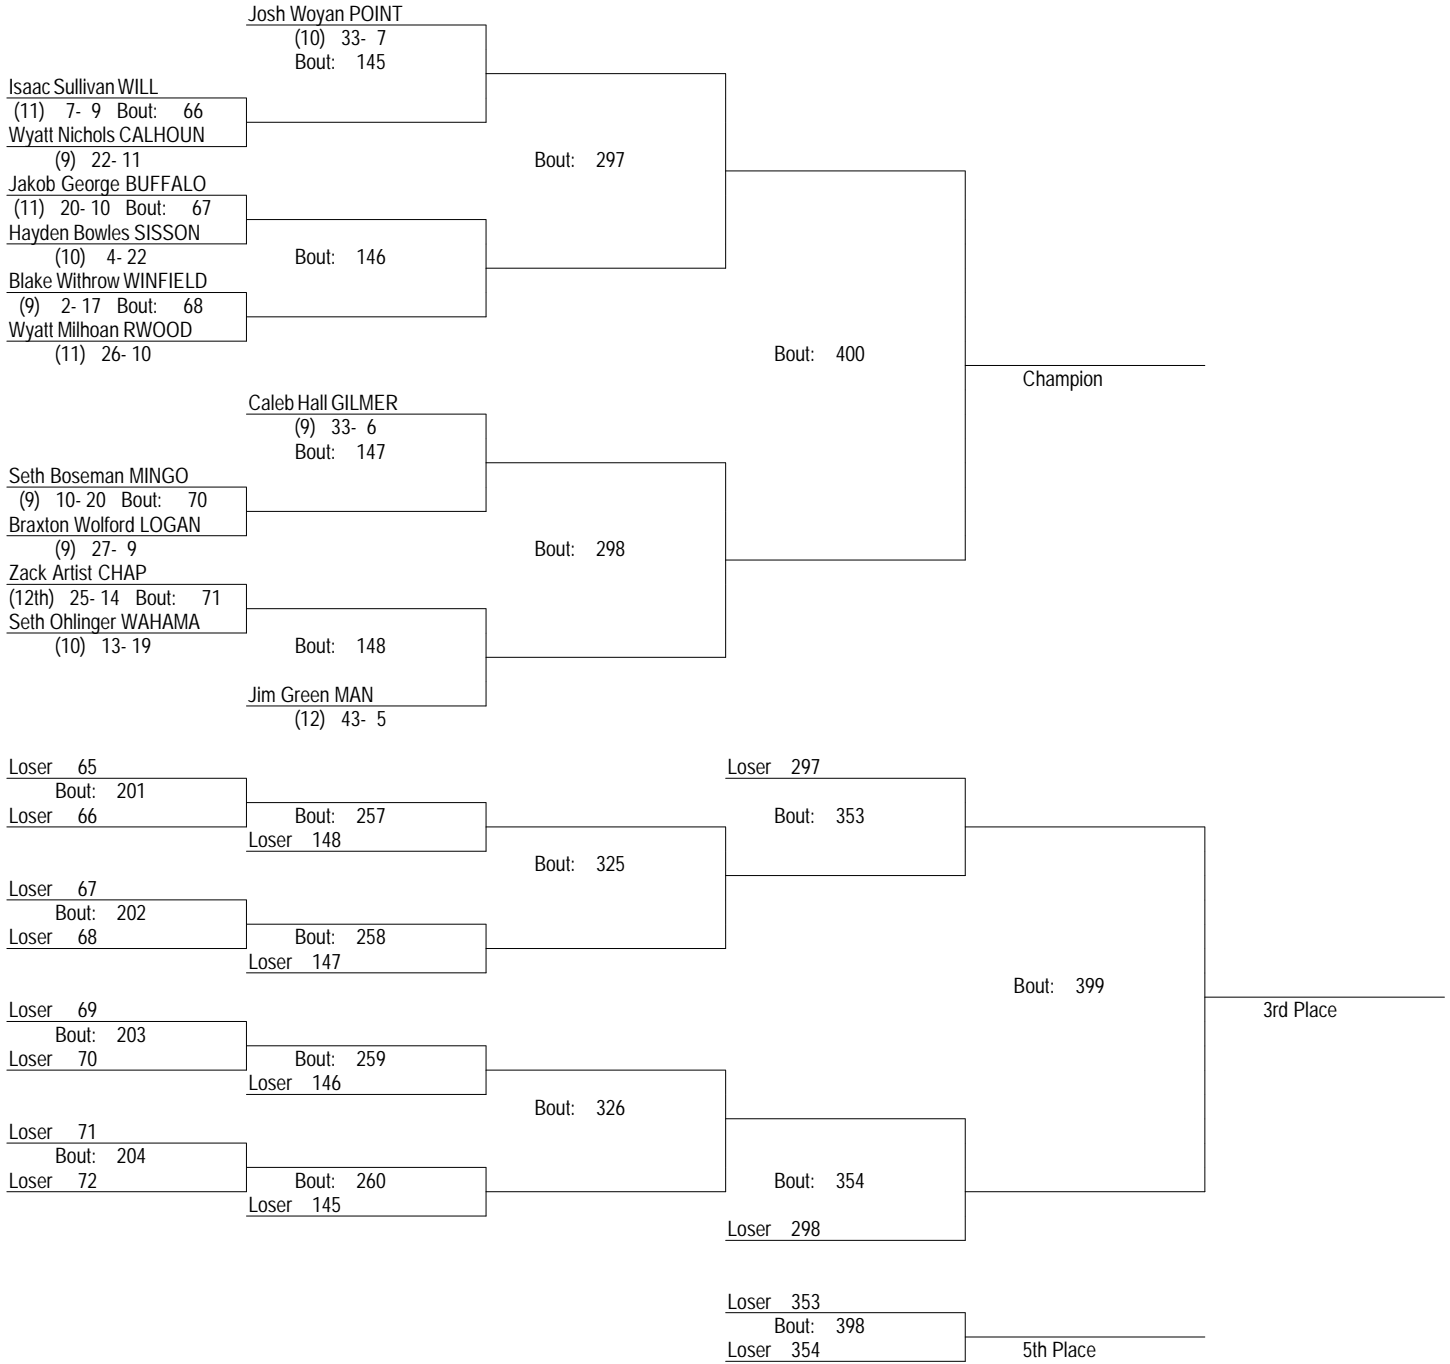 Josh Woyan POINT
(10) 33- 7
Bout: 145
Isaac Sullivan WILL
(11) 7- 9 Bout: 66
Wyatt Nichols CALHOUN
(9) 22- 11
Bout: 297
Jakob George BUFFALO
(11) 20- 10 Bout: 67
Hayden Bowles SISSON
(10) 4- 22
Bout: 146
Blake Withrow WINFIELD
(9) 2- 17 Bout: 68
Wyatt Milhoan RWOOD
(11) 26- 10
Bout: 400
Champion
Caleb Hall GILMER
(9) 33- 6
Bout: 147
Seth Boseman MINGO
(9) 10- 20 Bout: 70
Braxton Wolford LOGAN
(9) 27- 9
Bout: 298
Zack Artist CHAP
(12th) 25- 14 Bout: 71
Seth Ohlinger WAHAMA
(10) 13- 19
Bout: 148
Jim Green MAN
(12) 43- 5
Loser 65
Bout: 201
Loser 66
Bout: 257
Loser 148
Loser 297
Bout: 353
Bout: 325
Loser 67
Bout: 202
Loser 68
Bout: 258
Loser 147
Bout: 399
3rd Place
Loser 69
Bout: 203
Loser 70
Bout: 259
Loser 146
Bout: 326
Loser 71
Bout: 204
Loser 72
Bout: 260
Loser 145
Bout: 354
Loser 298
Loser 353
Bout: 398
Loser 354
5th Place